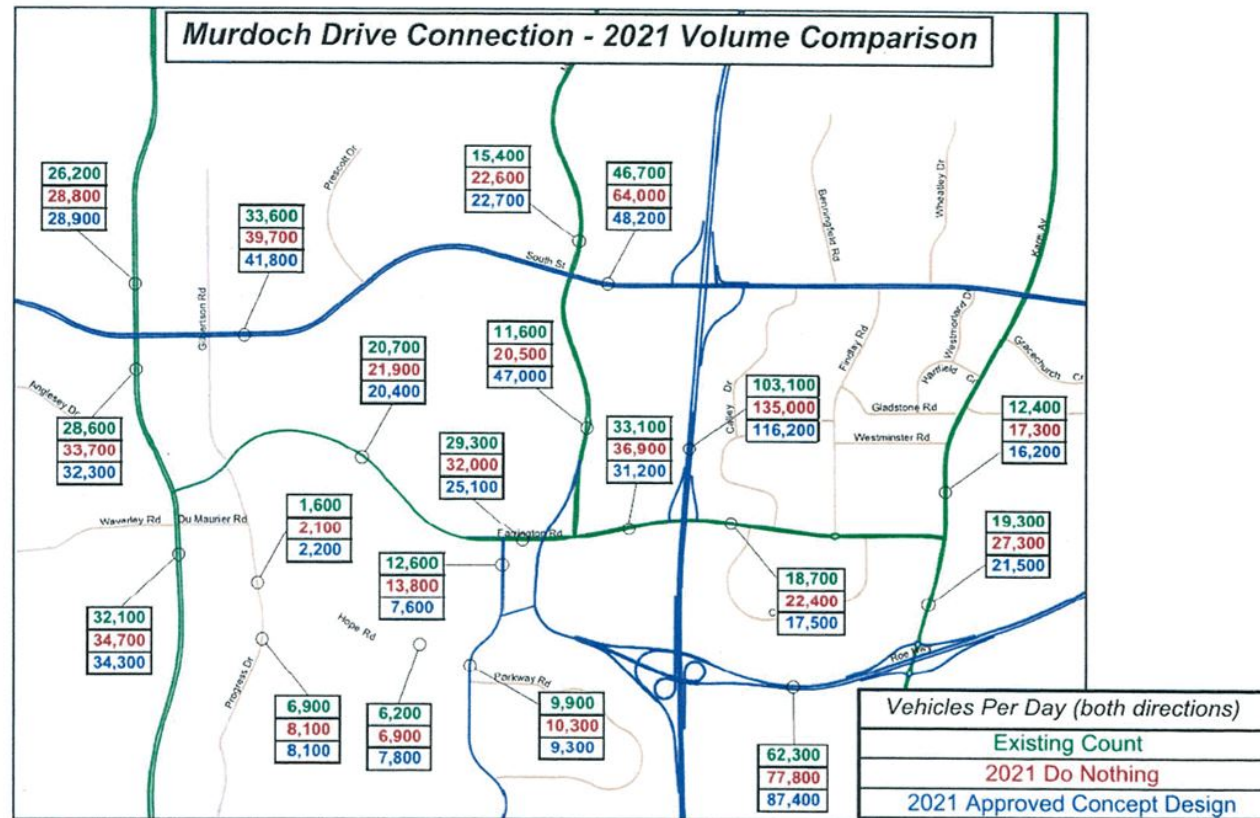 Murdoch Drive Connection - 2021 Volume Comparison
26,200
28,800
28,900
33,600
39,700
41,800
Prescott Dr
15,400
22,600
22,700
46,700
64,000
48,200
Benningfield Rd
Wheatley Dr
Karel Av
South St
Gilbertson Rd
20,700
21,900
20,400
11,600
20,500
47,000
Anglesey Dr
28,600
33,700
32,300
29,300
32,000
25,100
33,100
36,900
31,200
103,100
135,000
116,200
Calley Dr
Findlay Rd
Westmorland Dr
Hartfield Cr
Gracechurch Cr
Gladstone Rd
Westminster Rd
12,400
17,300
16,200
Waverley Rd
Du Maurier Rd
1,600
2,100
2,200
Farrington Rd
12,600
13,800
7,600
18,700
22,400
17,500
19,300
27,300
21,500
32,100
34,700
34,300
Hope Rd
Progress Dr
6,900
8,100
8,100
6,200
6,900
7,800
Parkway Rd
9,900
10,300
9,300
Roe Hwy
62,300
77,800
87,400
Vehicles Per Day (both directions)
Existing Count
2021 Do Nothing
2021 Approved Concept Design